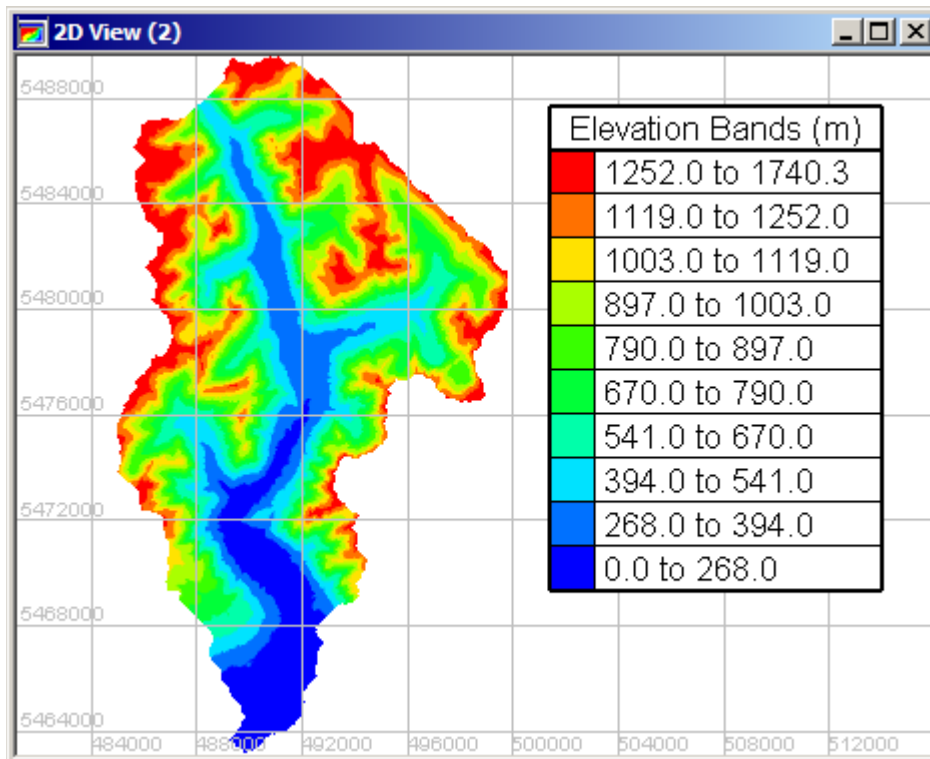 2D View (2)
5488000
5484000
5480000
5476000
5472000
5468000
5464000
484000
488000
492000
496000
500000
504000
508000
512000
Elevation Bands (m)
1252.0 to 1740.3
1119.0 to 1252.0
1003.0 to 1119.0
897.0 to 1003.0
790.0 to 897.0
670.0 to 790.0
541.0 to 670.0
394.0 to 541.0
268.0 to 394.0
0.0 to 268.0